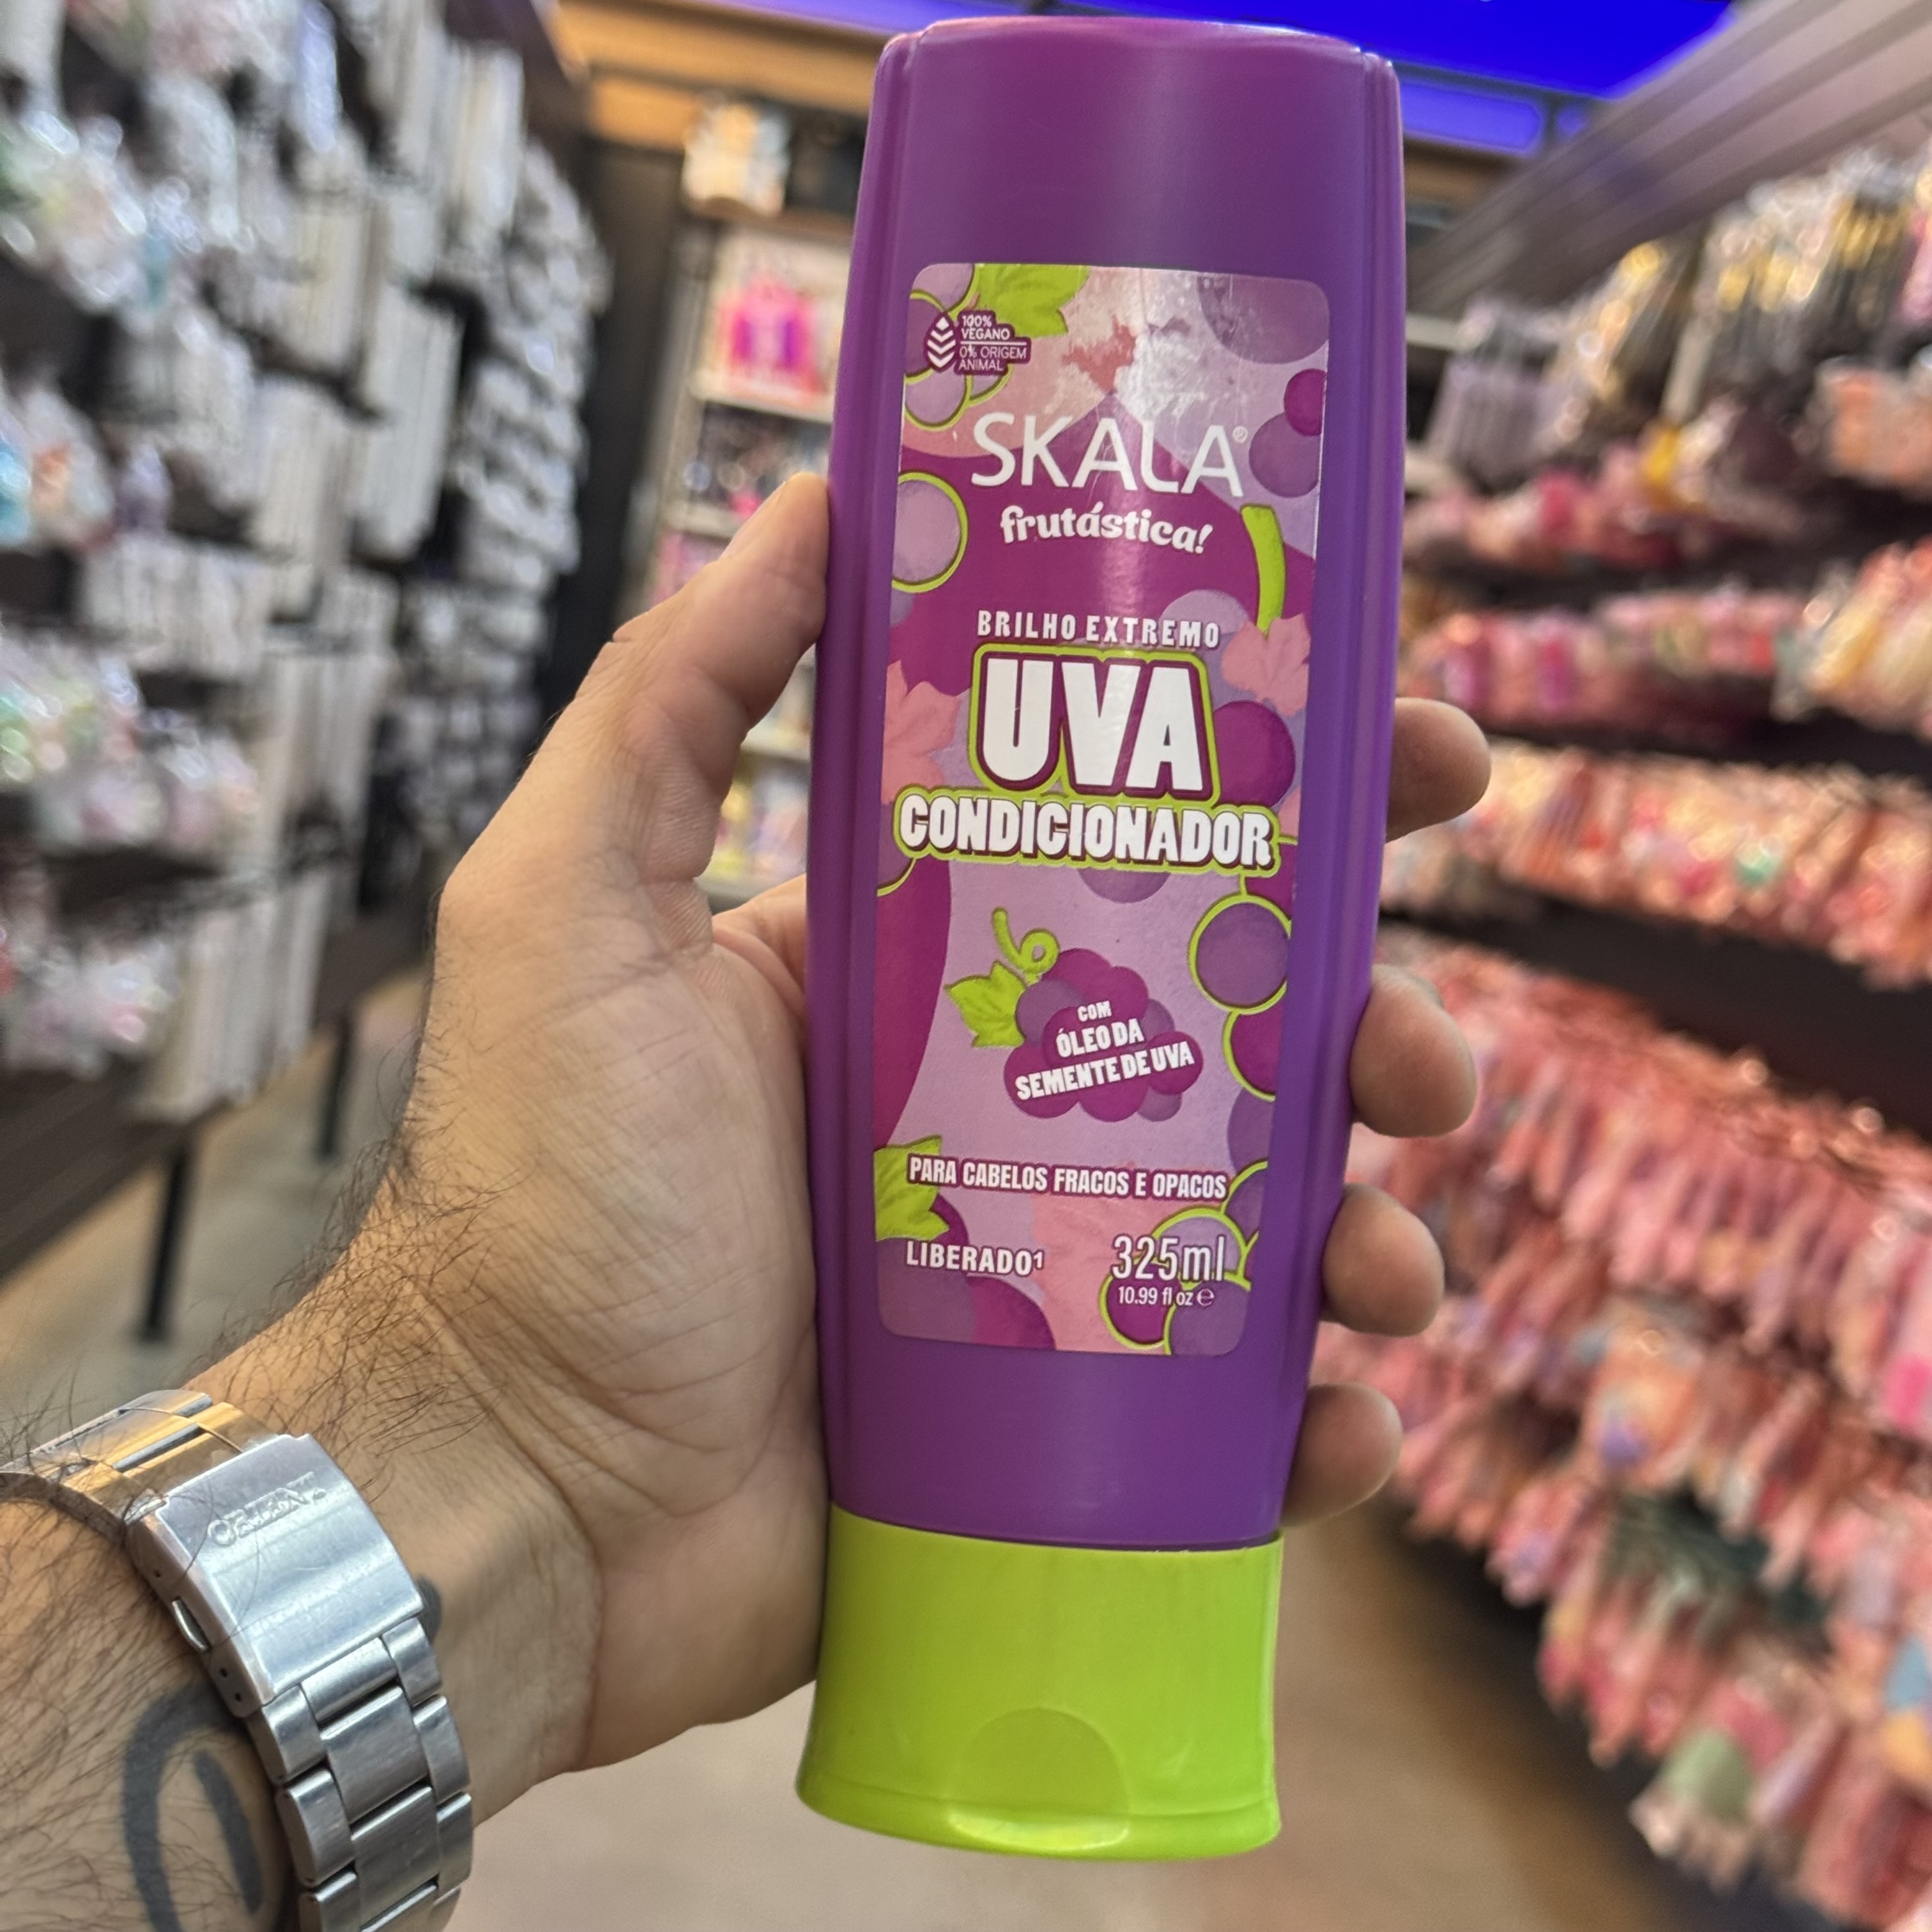 100%
VEGANO
0% ORIGEM
ANIMAL
SKALA®
frutástica!
BRILHO EXTREMO
UVA
CONDICIONADOR
COM
ÓLEO DA
SEMENTE DE UVA
PARA CABELOS FRACOS E OPACOS
LIBERADO¹
325ml
10.99 fl oz ℮
ORIENT